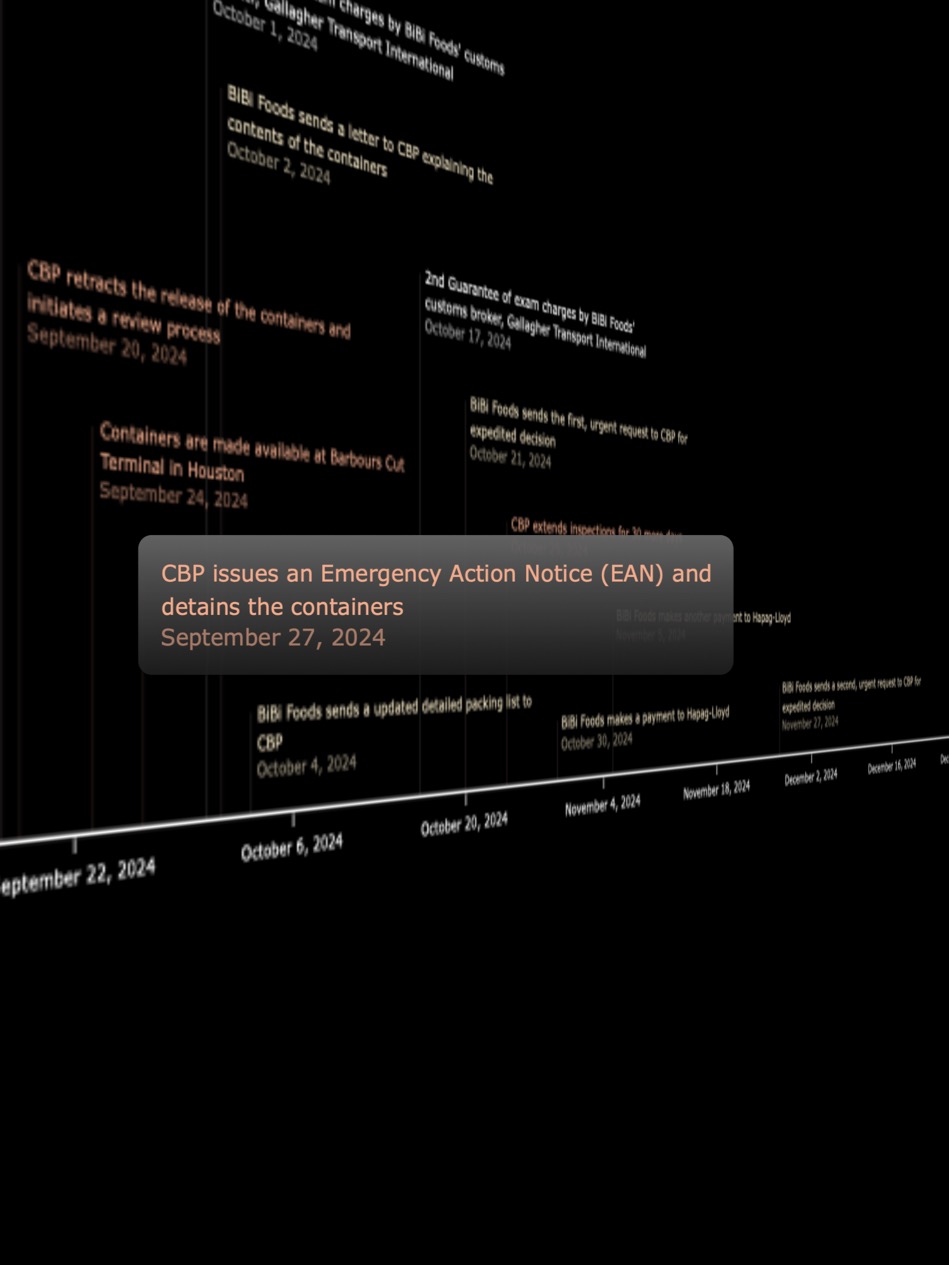 charges by BiBi Foods' customs
Gallagher Transport International
October 1, 2024
BiBi Foods sends a letter to CBP explaining the
contents of the containers
October 2, 2024
CBP retracts the release of the containers and
initiates a review process
September 20, 2024
2nd Guarantee of exam charges by BiBi Foods'
customs broker, Gallagher Transport International
October 17, 2024
BiBi Foods sends the first, urgent request to CBP for
expedited decision
October 21, 2024
Containers are made available at Barbours Cut
Terminal in Houston
September 24, 2024
CBP extends inspections for 30 more days
CBP issues an Emergency Action Notice (EAN) and
detains the containers
September 27, 2024
BiBi Foods makes another payment to Hapag-Lloyd
BiBi Foods sends a second, urgent request to CBP for
expedited decision
November 27, 2024
BiBi Foods sends a updated detailed packing list to
CBP
October 4, 2024
BiBi Foods makes a payment to Hapag-Lloyd
October 30, 2024
eptember 22, 2024
October 6, 2024
October 20, 2024
November 4, 2024
November 18, 2024
December 2, 2024
December 16, 2024